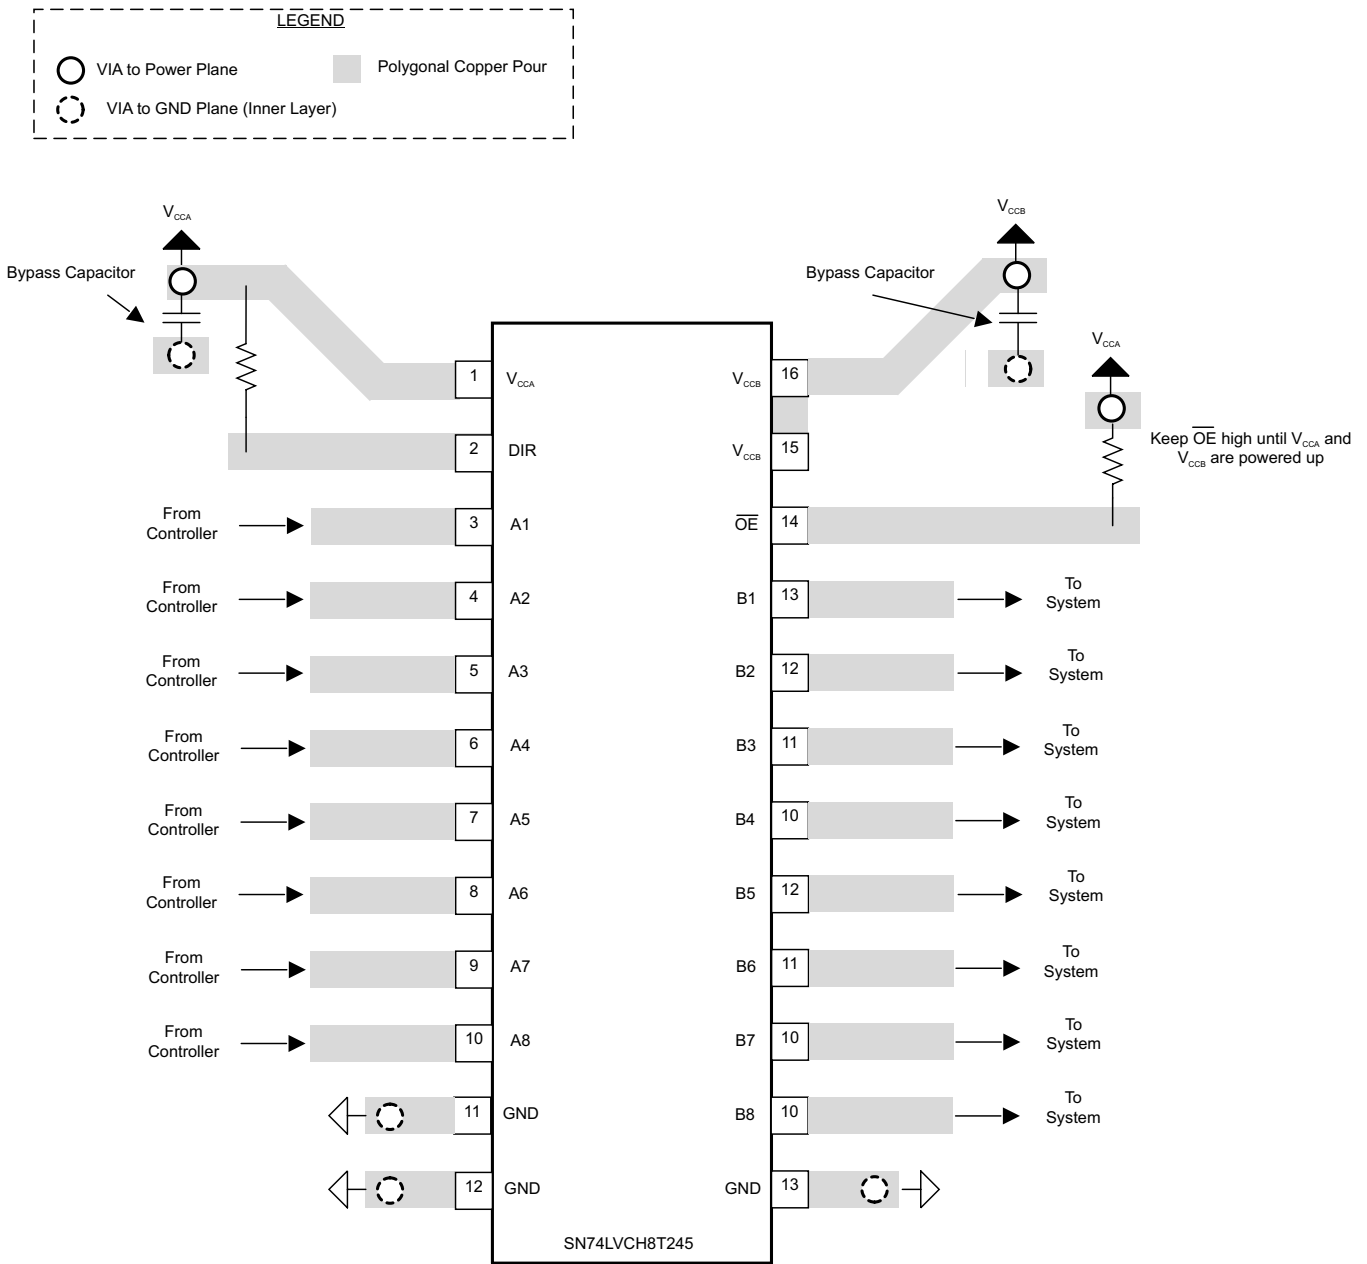 LEGEND
VIA to Power Plane
Polygonal Copper Pour
VIA to GND Plane (Inner Layer)
VCCA
Bypass Capacitor
VCCB
Bypass Capacitor
VCCA
Keep OE high until VCCA and
VCCB are powered up
1 VCCA
VCCB 16
2 DIR
VCCB 15
From
Controller
3 A1
OE 14
From
Controller
4 A2
B1 13
To
System
From
Controller
5 A3
B2 12
To
System
From
Controller
6 A4
B3 11
To
System
From
Controller
7 A5
B4 10
To
System
From
Controller
8 A6
B5 12
To
System
From
Controller
9 A7
B6 11
To
System
From
Controller
10 A8
B7 10
To
System
11 GND
B8 10
To
System
12 GND
GND 13
SN74LVCH8T245